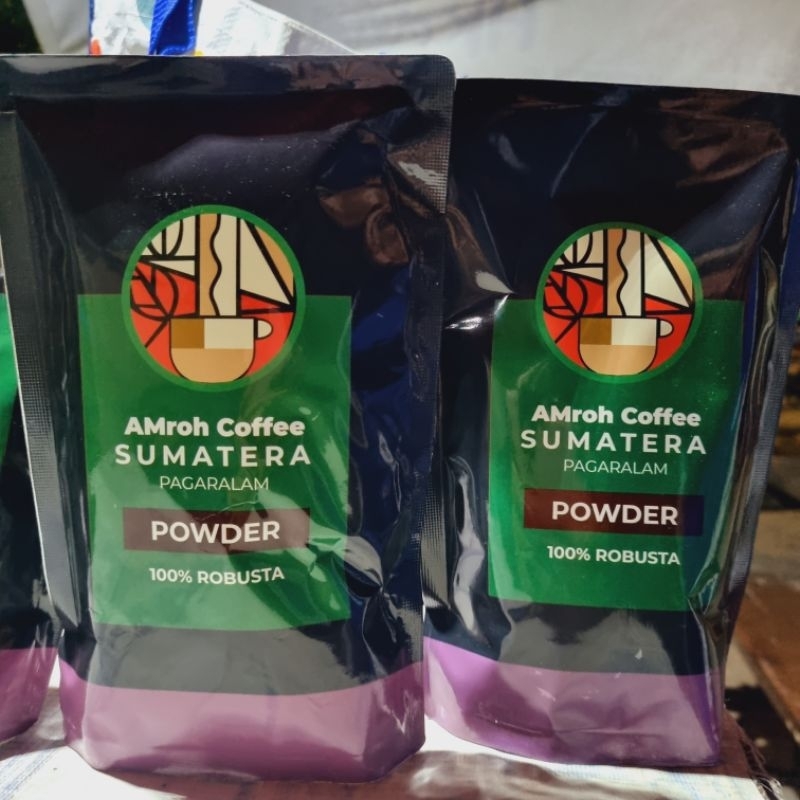 AMroh Coffee
SUMATERA
PAGARALAM
POWDER
100% ROBUSTA
AMroh Coffee
SUMATERA
PAGARALAM
POWDER
100% ROBUSTA